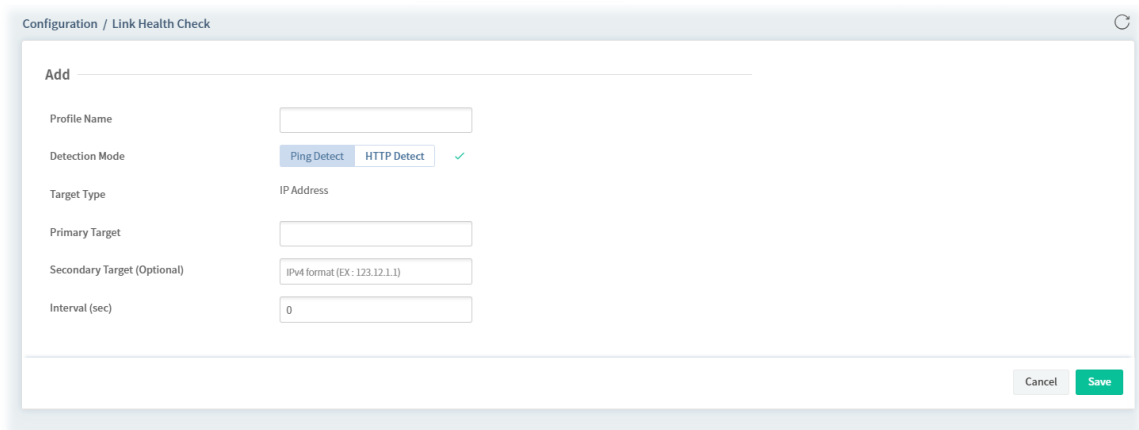 Configuration / Link Health Check
Add
Profile Name
Detection Mode Ping Detect HTTP Detect
Target Type IP Address
Primary Target
Secondary Target (Optional) IPv4 format (EX : 123.12.1.1)
Interval (sec) 0
Cancel Save